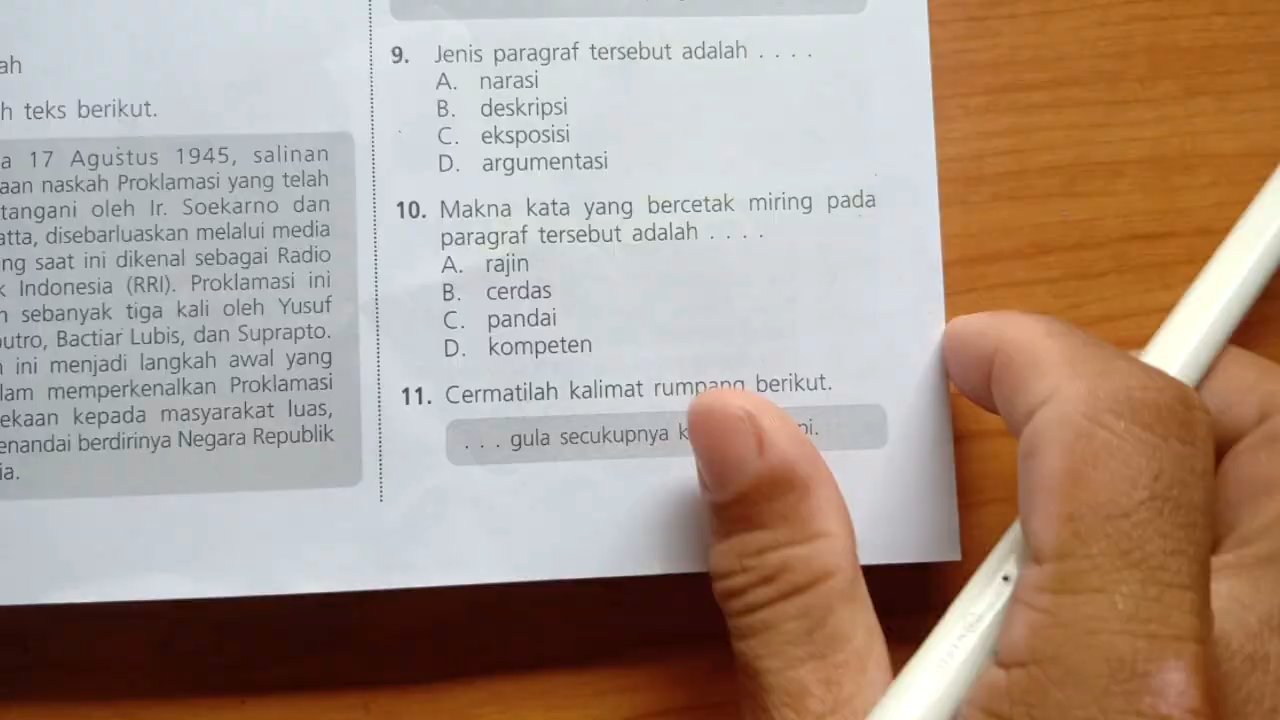 ah
h teks berikut.
a 17 Agustus 1945, salinan
aan naskah Proklamasi yang telah
tangani oleh Ir. Soekarno dan
atta, disebarluaskan melalui media
ng saat ini dikenal sebagai Radio
k Indonesia (RRI). Proklamasi ini
n sebanyak tiga kali oleh Yusuf
outro, Bactiar Lubis, dan Suprapto.
ini menjadi langkah awal yang
lam memperkenalkan Proklamasi
ekaan kepada masyarakat luas,
enandai berdirinya Negara Republik
ia.
9. Jenis paragraf tersebut adalah . . . .
A. narasi
B. deskripsi
C. eksposisi
D. argumentasi
10. Makna kata yang bercetak miring pada
paragraf tersebut adalah . . . .
A. rajin
B. cerdas
C. pandai
D. kompeten
11. Cermatilah kalimat rumpang berikut.
. . . gula secukupnya k pi.